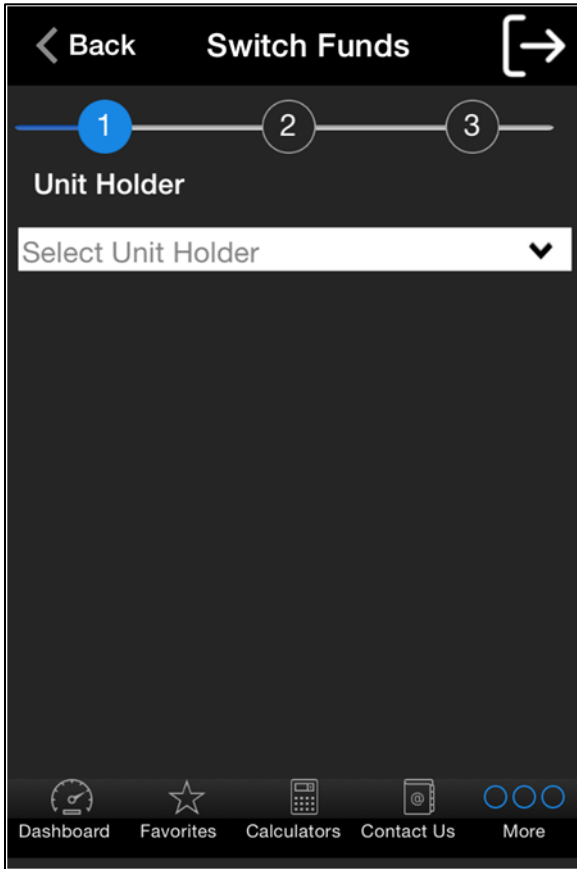 Back Switch Funds
1 2 3
Unit Holder
Select Unit Holder
Dashboard Favorites Calculators Contact Us More